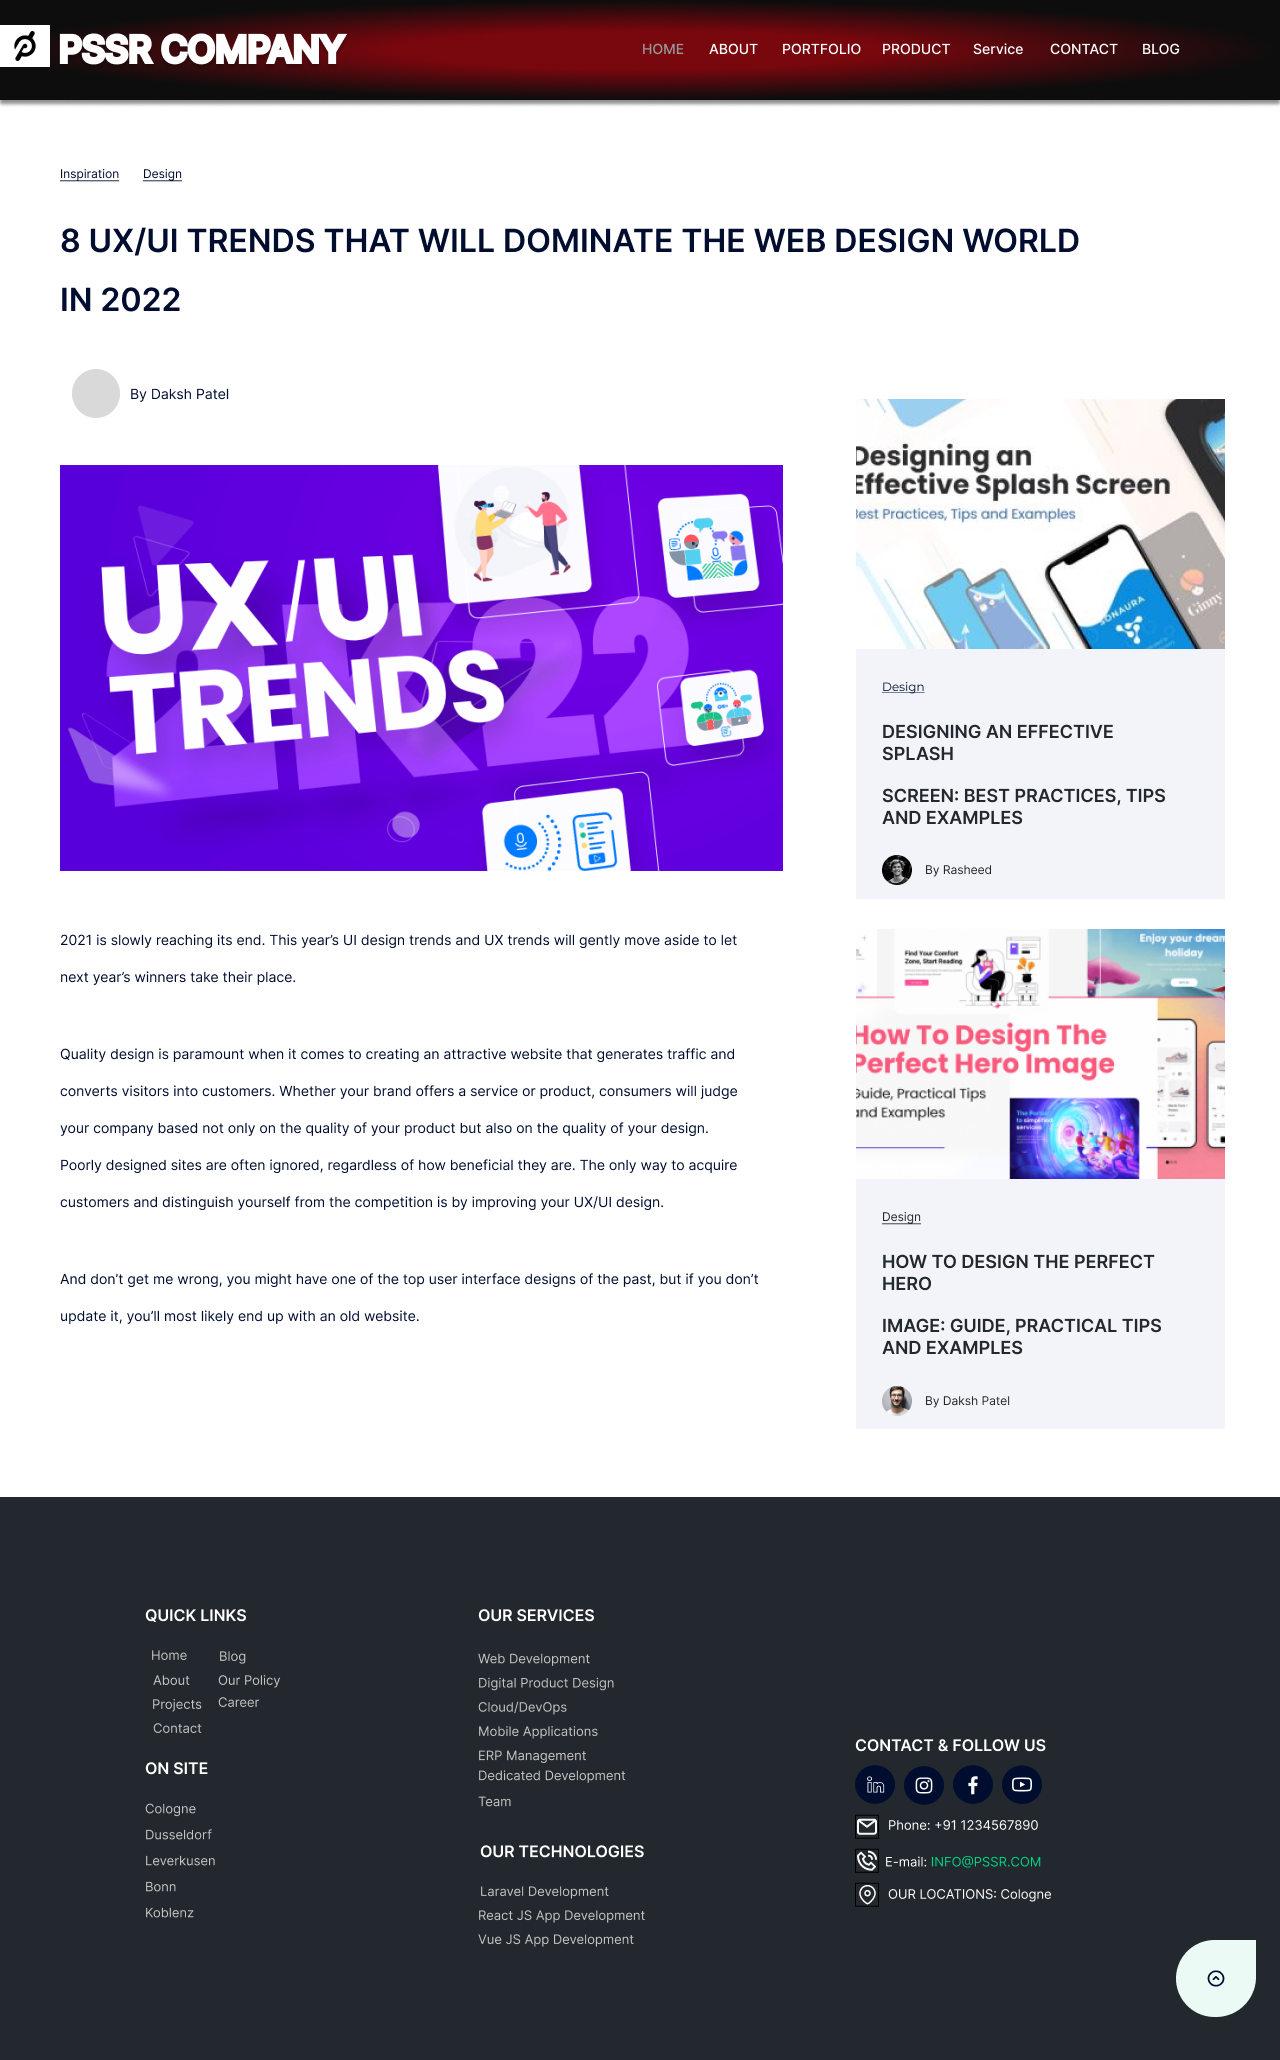 PSSR COMPANY
HOME ABOUT PORTFOLIO PRODUCT Service CONTACT BLOG
Inspiration Design
8 UX/UI TRENDS THAT WILL DOMINATE THE WEB DESIGN WORLD
IN 2022
By Daksh Patel
UX/UI
TRENDS
2K22
2021 is slowly reaching its end. This year’s UI design trends and UX trends will gently move aside to let
next year’s winners take their place.
Quality design is paramount when it comes to creating an attractive website that generates traffic and
converts visitors into customers. Whether your brand offers a service or product, consumers will judge
your company based not only on the quality of your product but also on the quality of your design.
Poorly designed sites are often ignored, regardless of how beneficial they are. The only way to acquire
customers and distinguish yourself from the competition is by improving your UX/UI design.
And don’t get me wrong, you might have one of the top user interface designs of the past, but if you don’t
update it, you’ll most likely end up with an old website.
Designing an
Effective Splash Screen
Best Practices, Tips and Examples
SONAURA
Ginny
Design
DESIGNING AN EFFECTIVE
SPLASH
SCREEN: BEST PRACTICES, TIPS
AND EXAMPLES
By Rasheed
Find Your Comfort
Zone, Start Reading
Enjoy your dream
holiday
How To Design The
Perfect Hero Image
Guide, Practical Tips
and Examples
Design
HOW TO DESIGN THE PERFECT
HERO
IMAGE: GUIDE, PRACTICAL TIPS
AND EXAMPLES
By Daksh Patel
QUICK LINKS
Home Blog
About Our Policy
Projects Career
Contact
ON SITE
Cologne
Dusseldorf
Leverkusen
Bonn
Koblenz
OUR SERVICES
Web Development
Digital Product Design
Cloud/DevOps
Mobile Applications
ERP Management
Dedicated Development
Team
OUR TECHNOLOGIES
Laravel Development
React JS App Development
Vue JS App Development
CONTACT & FOLLOW US
in
Phone: +91 1234567890
E-mail: INFO@PSSR.COM
OUR LOCATIONS: Cologne